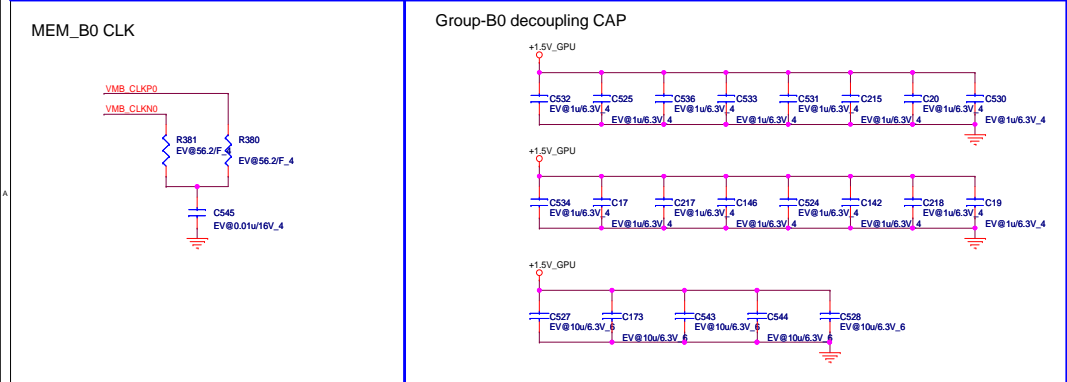 MEM_B0 CLK
VMB_CLKP0
VMB_CLKN0
R381
EV@56.2/F_4
R380
EV@56.2/F_4
C545
EV@0.01u/16V_4
A
Group-B0 decoupling CAP
+1.5V_GPU
C532
EV@1u/6.3V_4
C525
EV@1u/6.3V_4
C536
EV@1u/6.3V_4
C533
EV@1u/6.3V_4
C531
EV@1u/6.3V_4
C215
EV@1u/6.3V_4
C20
EV@1u/6.3V_4
C530
EV@1u/6.3V_4
+1.5V_GPU
C534
EV@1u/6.3V_4
C17
EV@1u/6.3V_4
C217
EV@1u/6.3V_4
C146
EV@1u/6.3V_4
C524
EV@1u/6.3V_4
C142
EV@1u/6.3V_4
C218
EV@1u/6.3V_4
C19
EV@1u/6.3V_4
+1.5V_GPU
C527
EV@10u/6.3V_6
C173
EV@10u/6.3V_6
C543
EV@10u/6.3V_6
C544
EV@10u/6.3V_6
C528
EV@10u/6.3V_6